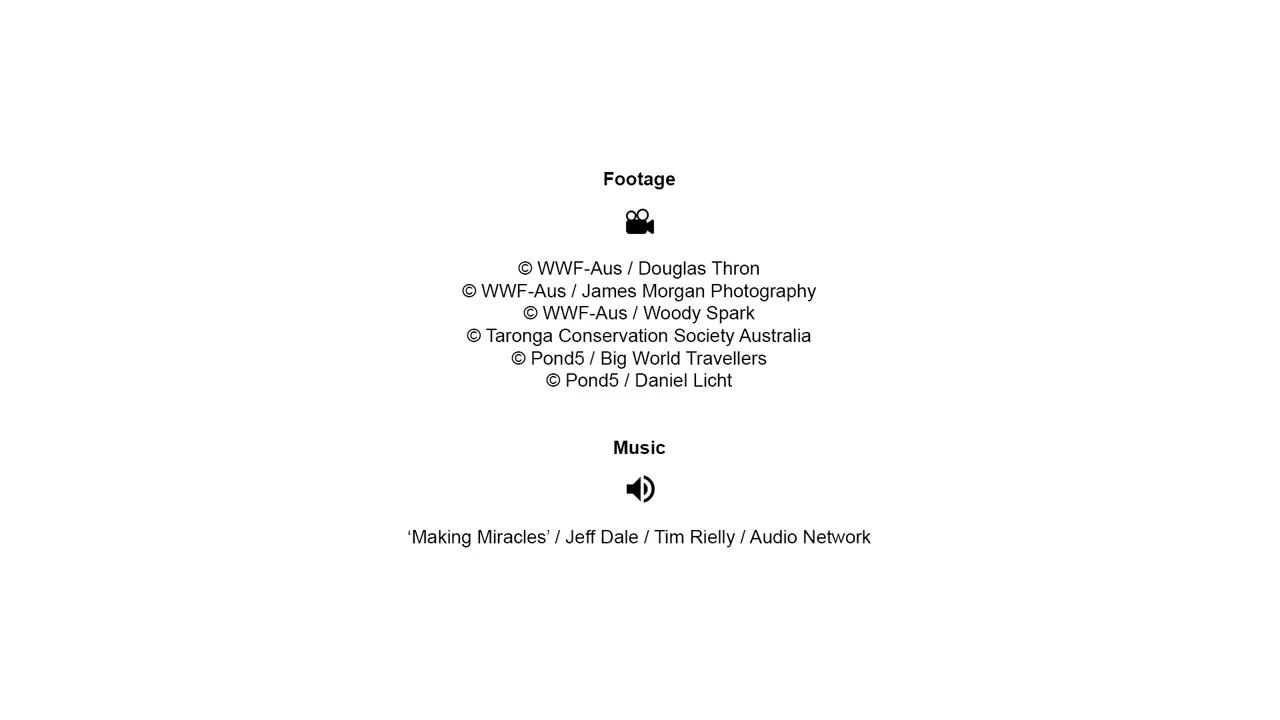 Footage
© WWF-Aus / Douglas Thron
© WWF-Aus / James Morgan Photography
© WWF-Aus / Woody Spark
© Taronga Conservation Society Australia
© Pond5 / Big World Travellers
© Pond5 / Daniel Licht
Music
‘Making Miracles’ / Jeff Dale / Tim Rielly / Audio Network